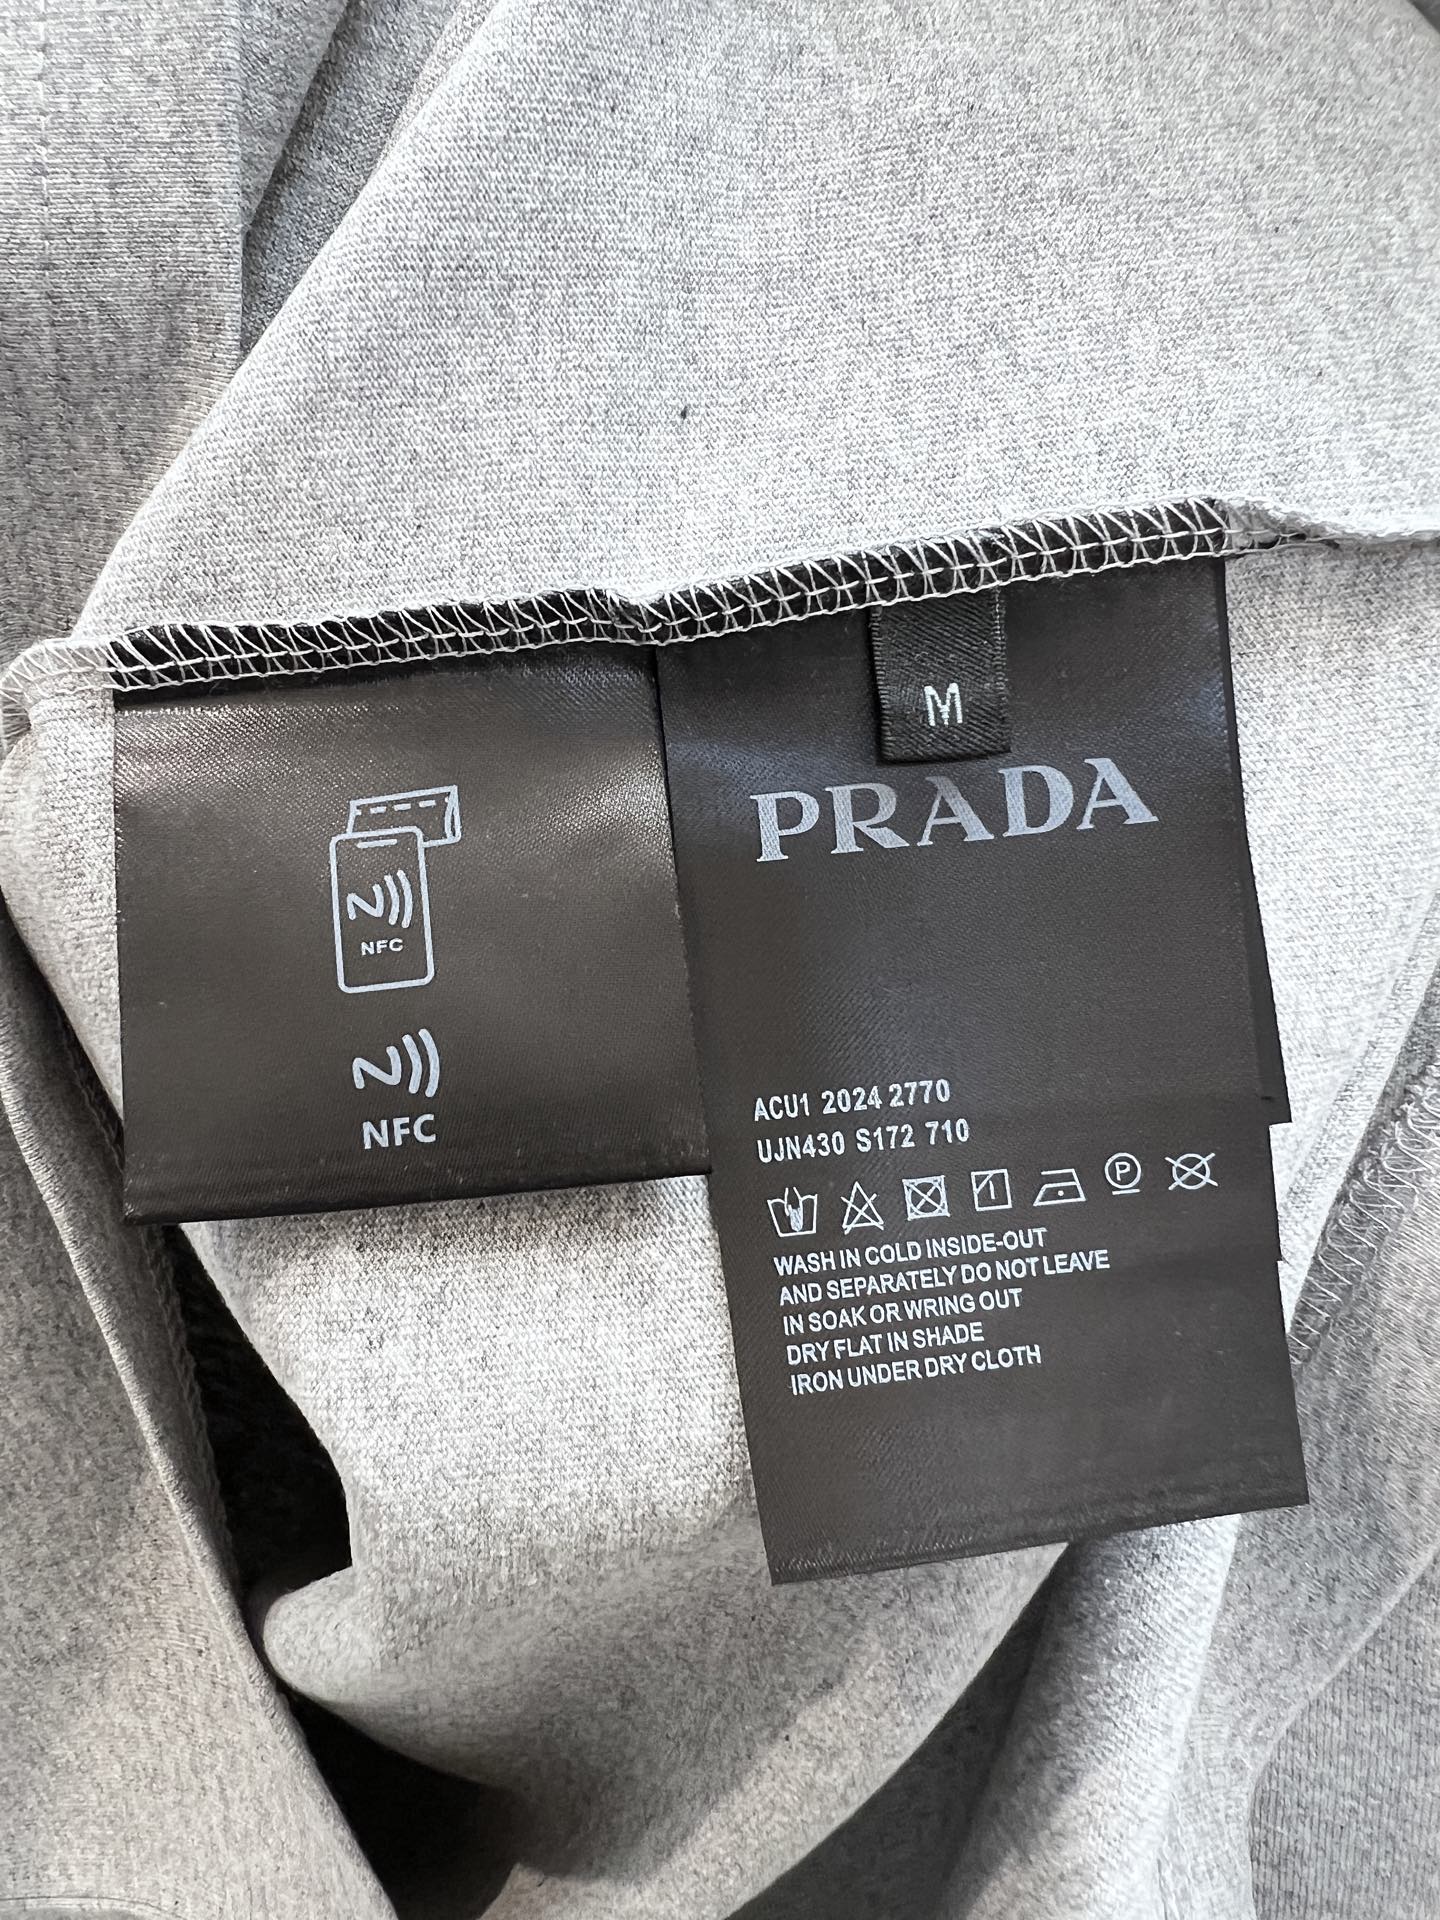 NFC
NFC
M
PRADA
ACU1 2024 2770
UJN430 S172 710
1
P
WASH IN COLD INSIDE-OUT
AND SEPARATELY DO NOT LEAVE
IN SOAK OR WRING OUT
DRY FLAT IN SHADE
IRON UNDER DRY CLOTH